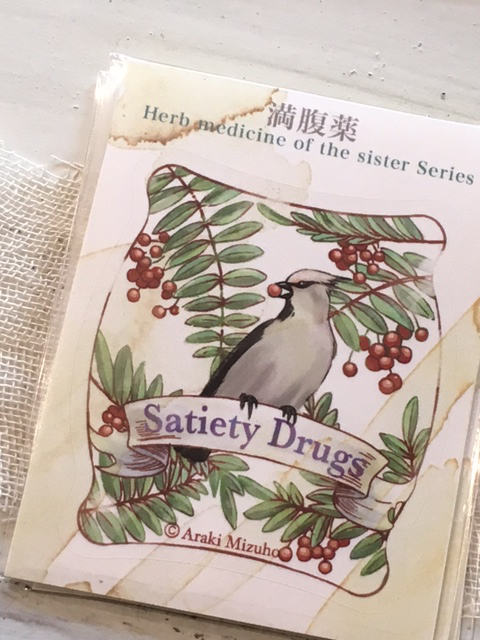 満腹薬
Herb medicine of the sister Series
Satiety Drugs
© Araki Mizuho